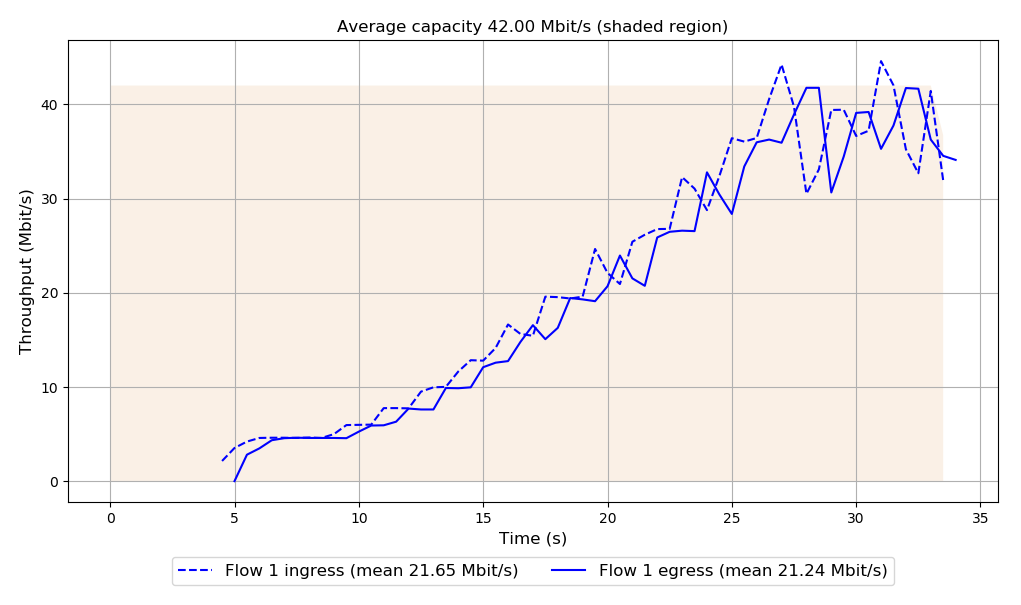 Average capacity 42.00 Mbit/s (shaded region)
Throughput (Mbit/s)
40
30
20
10
0
0 5 10 15 20 25 30 35
Time (s)
Flow 1 ingress (mean 21.65 Mbit/s) Flow 1 egress (mean 21.24 Mbit/s)